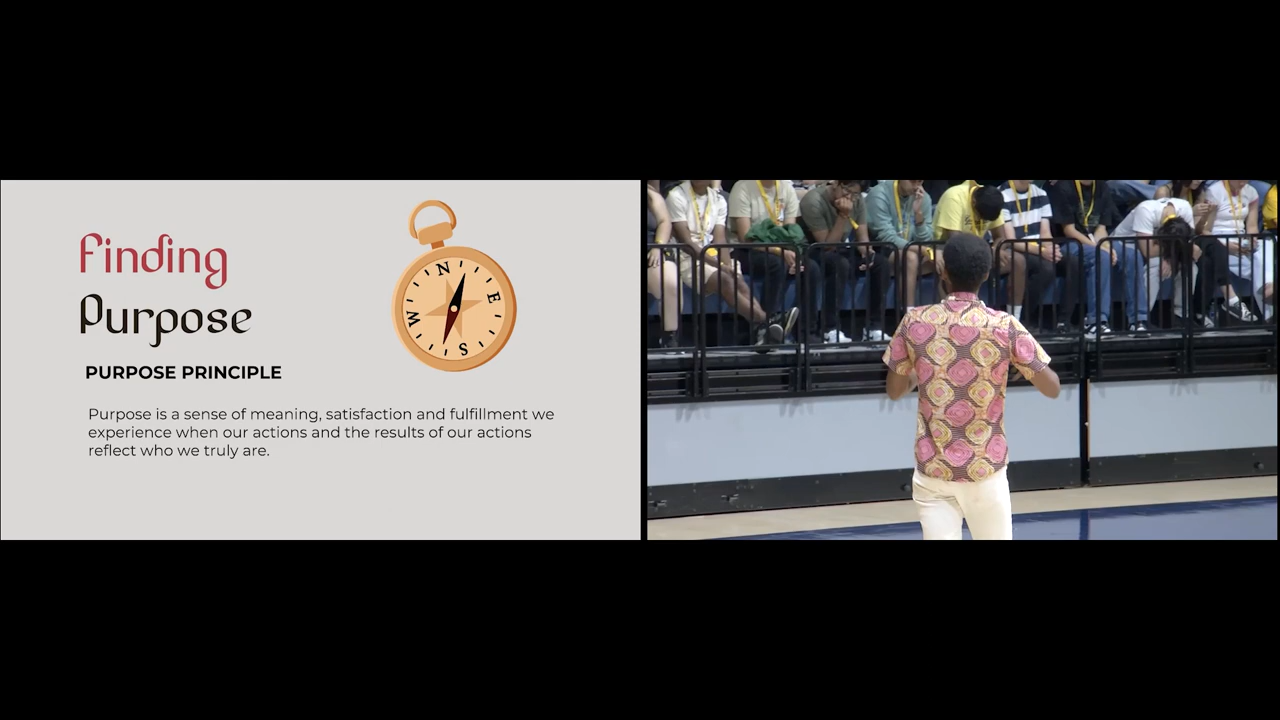 Finding
Purpose
PURPOSE PRINCIPLE
Purpose is a sense of meaning, satisfaction and fulfillment we
experience when our actions and the results of our actions
reflect who we truly are.
N
E
S
W